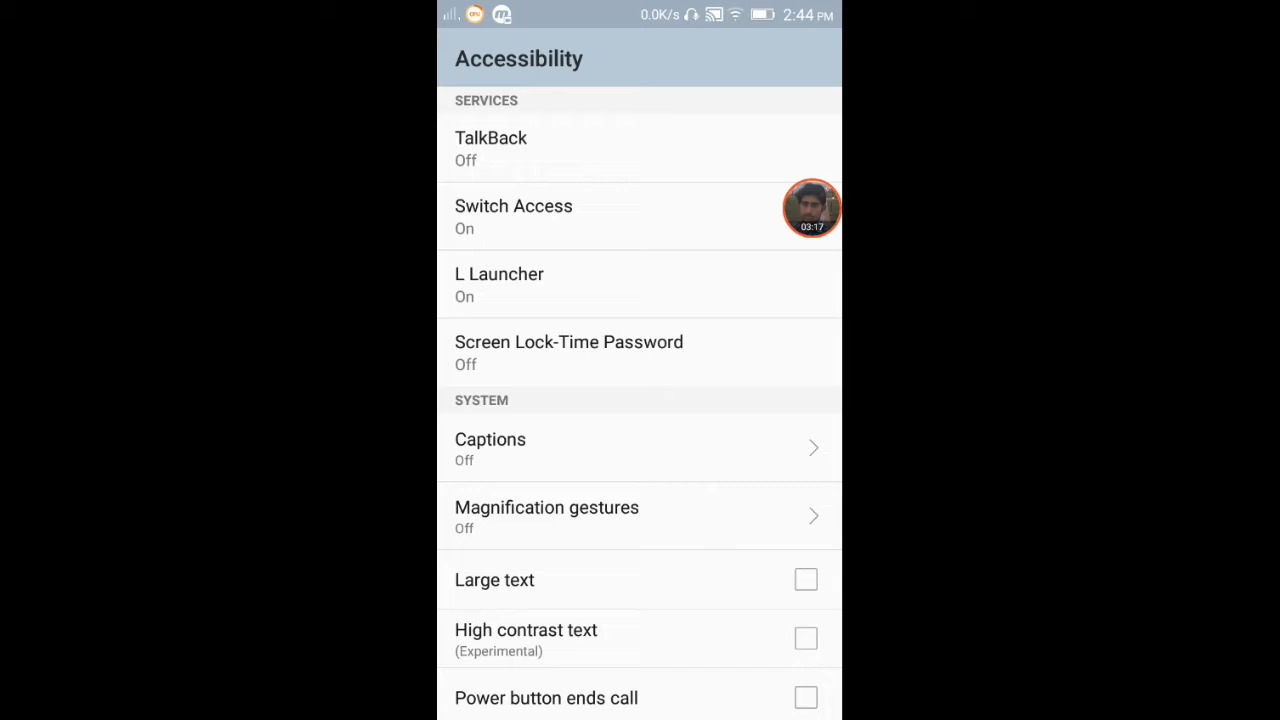 0.0K/s 2:44 PM
Accessibility
SERVICES
TalkBack
Off
Switch Access
On
03:17
L Launcher
On
Screen Lock-Time Password
Off
SYSTEM
Captions
Off
Magnification gestures
Off
Large text
High contrast text
(Experimental)
Power button ends call